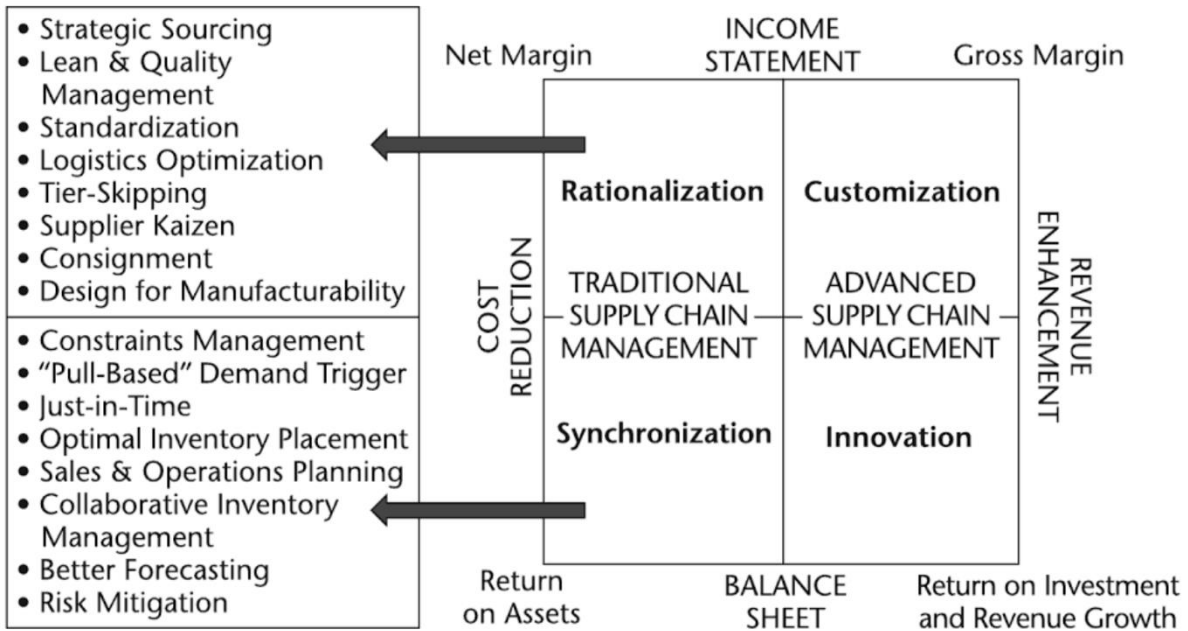 • Strategic Sourcing
• Lean & Quality
Management
• Standardization
• Logistics Optimization
• Tier-Skipping
• Supplier Kaizen
• Consignment
• Design for Manufacturability
• Constraints Management
• “Pull-Based” Demand Trigger
• Just-in-Time
• Optimal Inventory Placement
• Sales & Operations Planning
• Collaborative Inventory
Management
• Better Forecasting
• Risk Mitigation
Net Margin
INCOME
STATEMENT
Gross Margin
COST
REDUCTION
Rationalization
Customization
TRADITIONAL
SUPPLY CHAIN
MANAGEMENT
ADVANCED
SUPPLY CHAIN
MANAGEMENT
Synchronization
Innovation
REVENUE
ENHANCEMENT
Return
on Assets
BALANCE
SHEET
Return on Investment
and Revenue Growth